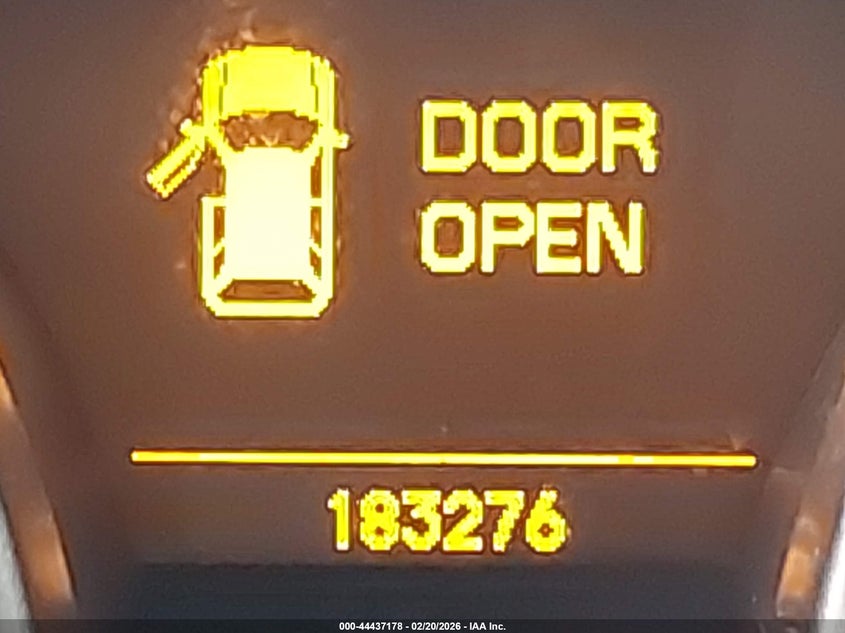 DOOR
OPEN
183276
000-44437178 - 02/20/2026 - IAA Inc.